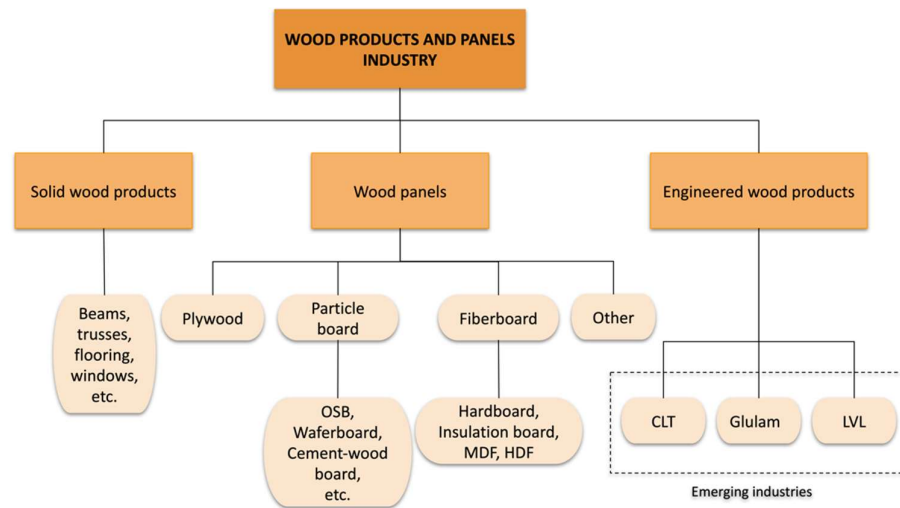 WOOD PRODUCTS AND PANELS
INDUSTRY
Solid wood products
Wood panels
Engineered wood products
Beams,
trusses,
flooring,
windows,
etc.
Plywood
Particle
board
Fiberboard
Other
OSB,
Waferboard,
Cement-wood
board,
etc.
Hardboard,
Insulation board,
MDF, HDF
CLT
Glulam
LVL
Emerging industries